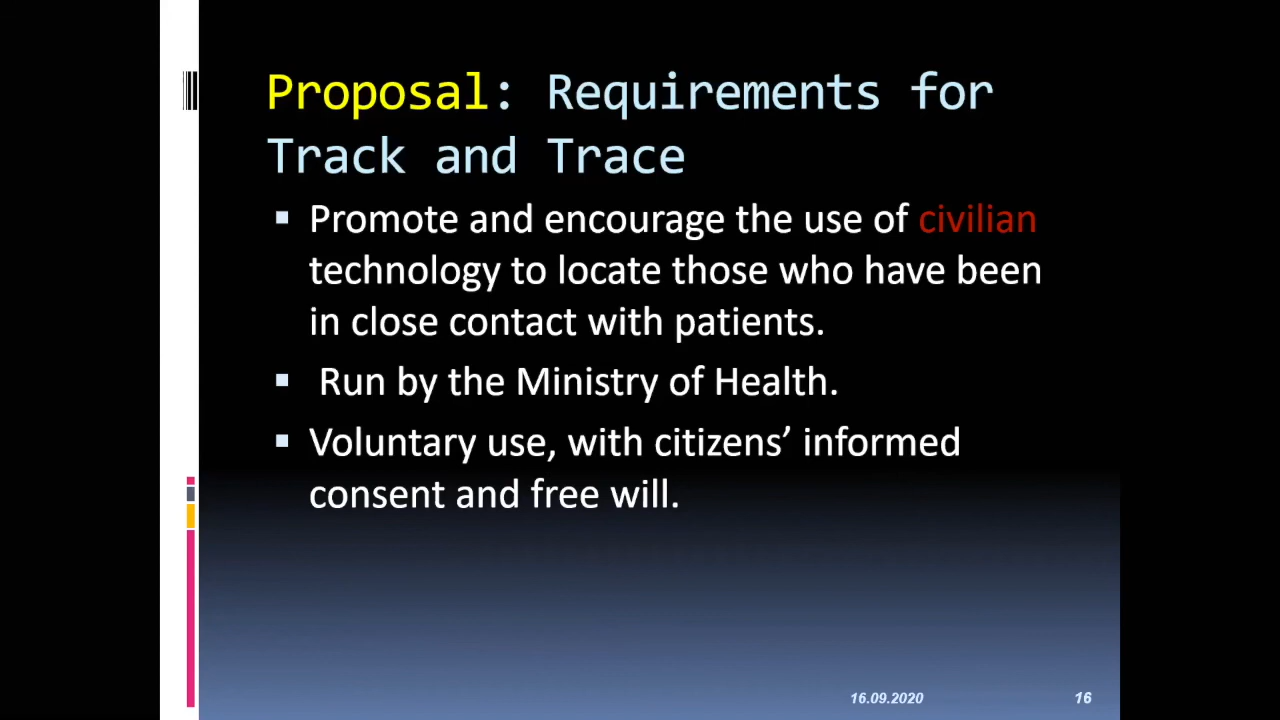 Proposal: Requirements for
Track and Trace
▪ Promote and encourage the use of civilian
technology to locate those who have been
in close contact with patients.
▪ Run by the Ministry of Health.
▪ Voluntary use, with citizens’ informed
consent and free will.
16.09.2020 16